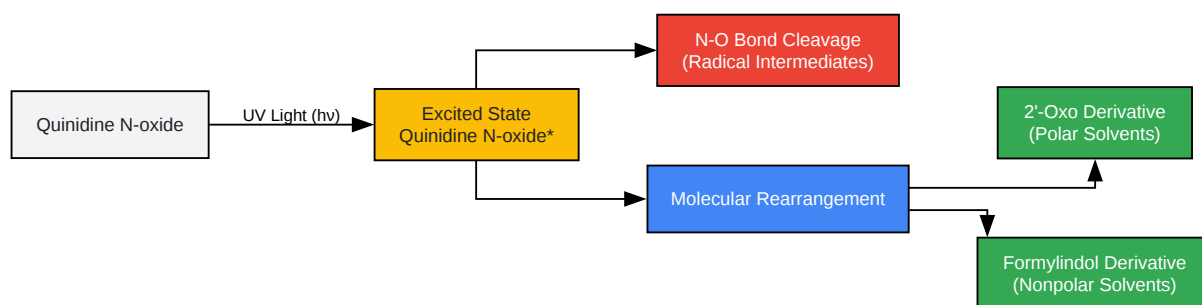 Quinidine N-oxide
UV Light (hν)
Excited State
Quinidine N-oxide*
N-O Bond Cleavage
(Radical Intermediates)
Molecular Rearrangement
2'-Oxo Derivative
(Polar Solvents)
Formylindol Derivative
(Nonpolar Solvents)